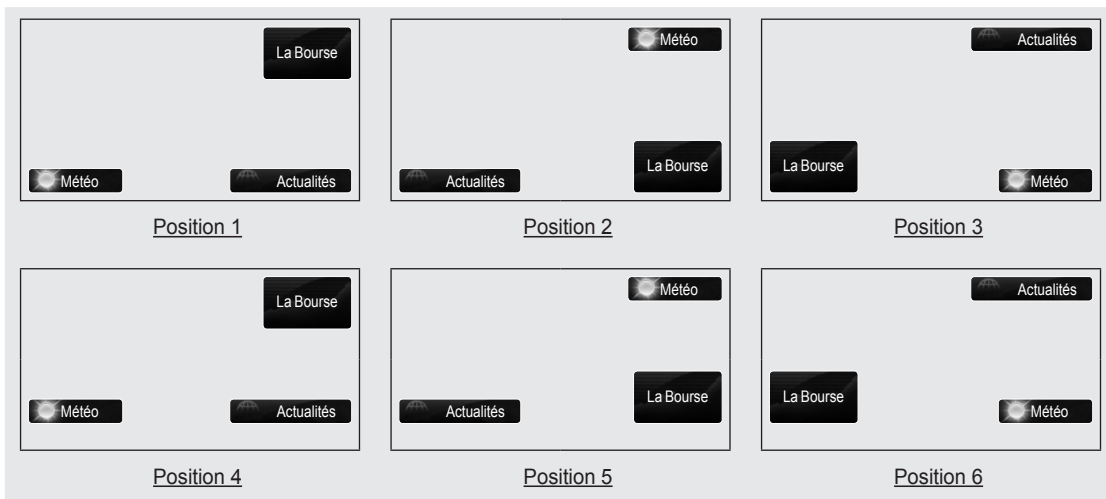 La Bourse
Météo
Actualités
Position 1
Météo
La Bourse
Actualités
Position 2
Actualités
La Bourse
Météo
Position 3
La Bourse
Météo
Actualités
Position 4
Météo
La Bourse
Actualités
Position 5
Actualités
La Bourse
Météo
Position 6